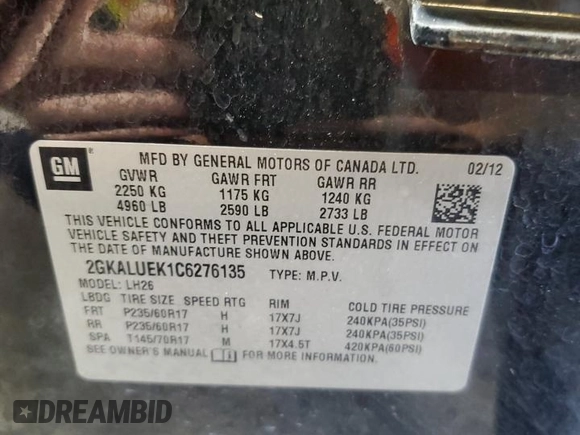 GM
MFD BY GENERAL MOTORS OF CANADA LTD. 02/12
GVWR GAWR FRT GAWR RR
2250 KG 1175 KG 1240 KG
4960 LB 2590 LB 2733 LB
THIS VEHICLE CONFORMS TO ALL APPLICABLE U.S. FEDERAL MOTOR
VEHICLE SAFETY AND THEFT PREVENTION STANDARDS IN EFFECT ON
THE DATE OF MANUFACTURE SHOWN ABOVE.
2GKALUEK1C6276135 TYPE: M.P.V.
MODEL: LH26
LBDG TIRE SIZE SPEED RTG RIM COLD TIRE PRESSURE
FRT P235/60R17 H 17X7J 240KPA(35PSI)
RR P235/60R17 H 17X7J 240KPA(35PSI)
SPA T145/70R17 M 17X4.5T 420KPA(60PSI)
SEE OWNER'S MANUAL FOR MORE INFORMATION.
DREAMBID